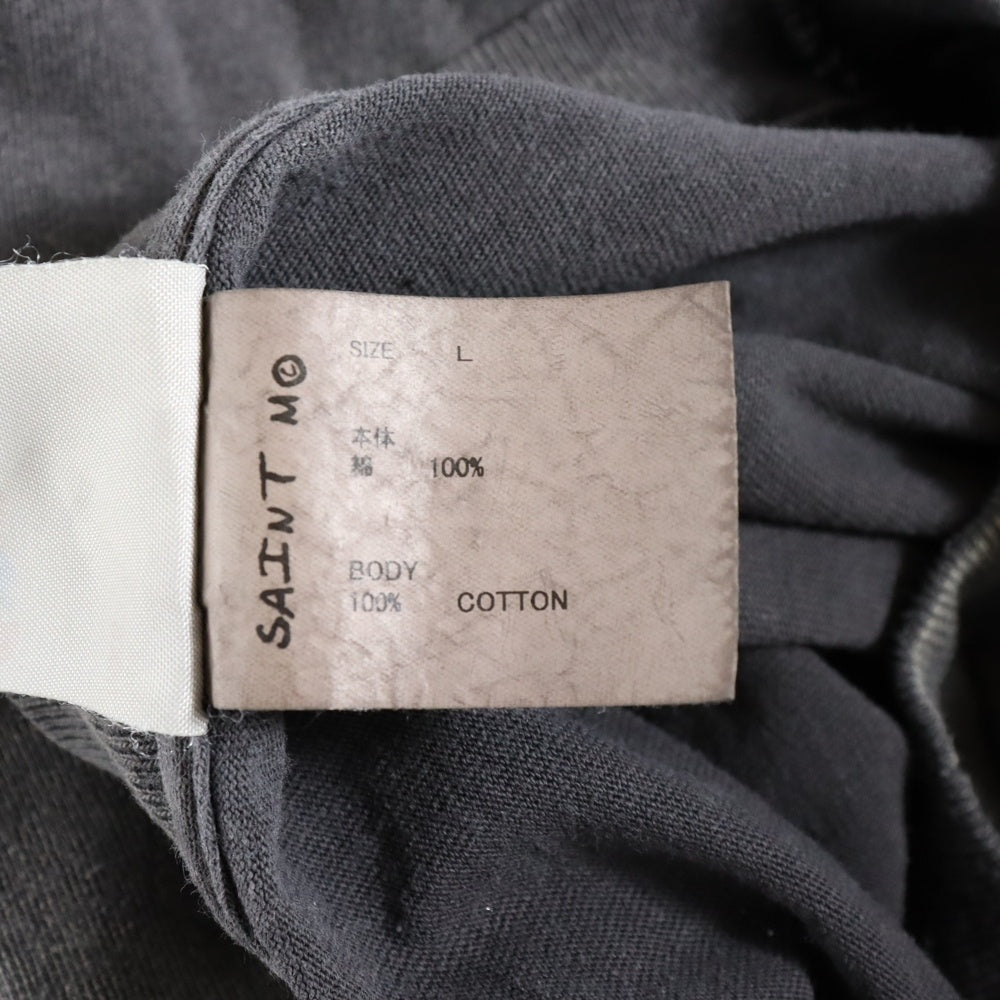 SAINT M©
SIZE L
本体
綿 100%
BODY
100% COTTON